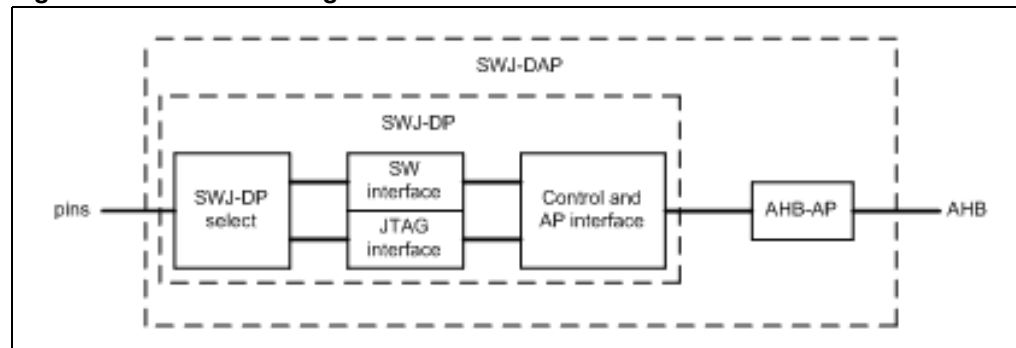 SWJ-DAP
SWJ-DP
pins
SWJ-DP
select
SW
interface
JTAG
interface
Control and
AP interface
AHB-AP
AHB